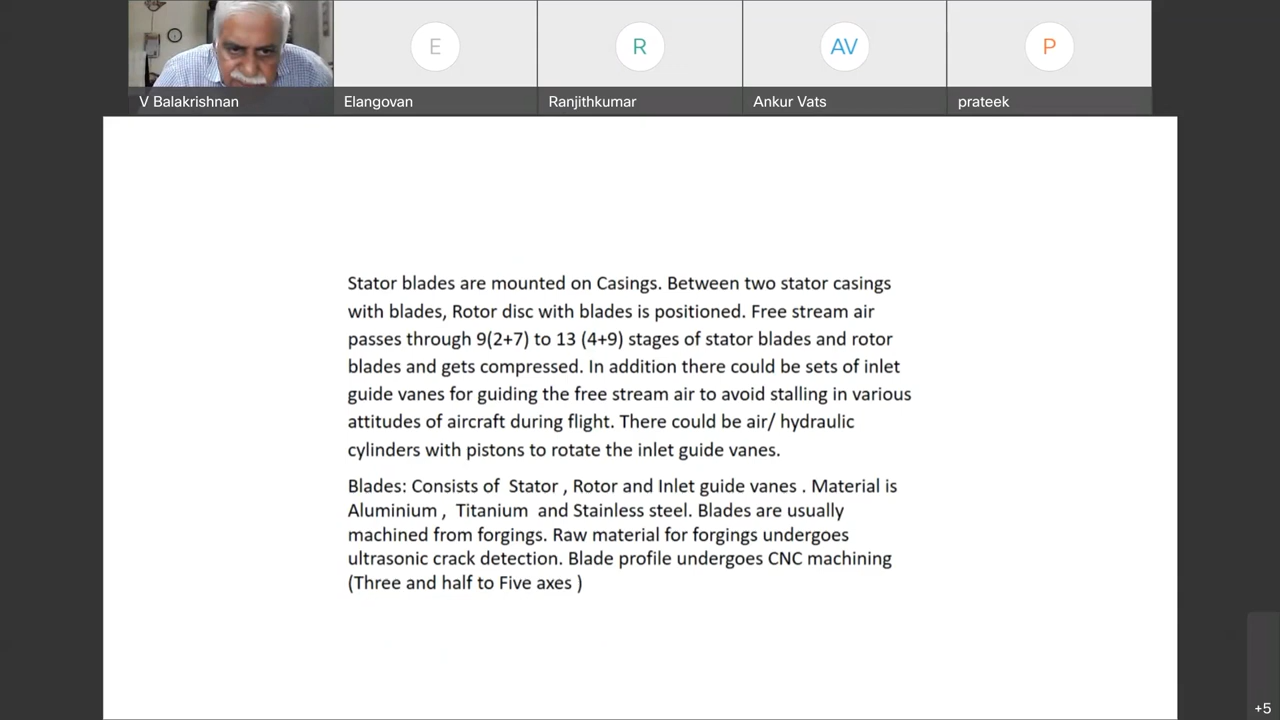 E
R
AV
P
V Balakrishnan
Elangovan
Ranjithkumar
Ankur Vats
prateek
Stator blades are mounted on Casings. Between two stator casings
with blades, Rotor disc with blades is positioned. Free stream air
passes through 9(2+7) to 13 (4+9) stages of stator blades and rotor
blades and gets compressed. In addition there could be sets of inlet
guide vanes for guiding the free stream air to avoid stalling in various
attitudes of aircraft during flight. There could be air/ hydraulic
cylinders with pistons to rotate the inlet guide vanes.
Blades: Consists of Stator , Rotor and Inlet guide vanes . Material is
Aluminium , Titanium and Stainless steel. Blades are usually
machined from forgings. Raw material for forgings undergoes
ultrasonic crack detection. Blade profile undergoes CNC machining
(Three and half to Five axes )
+5